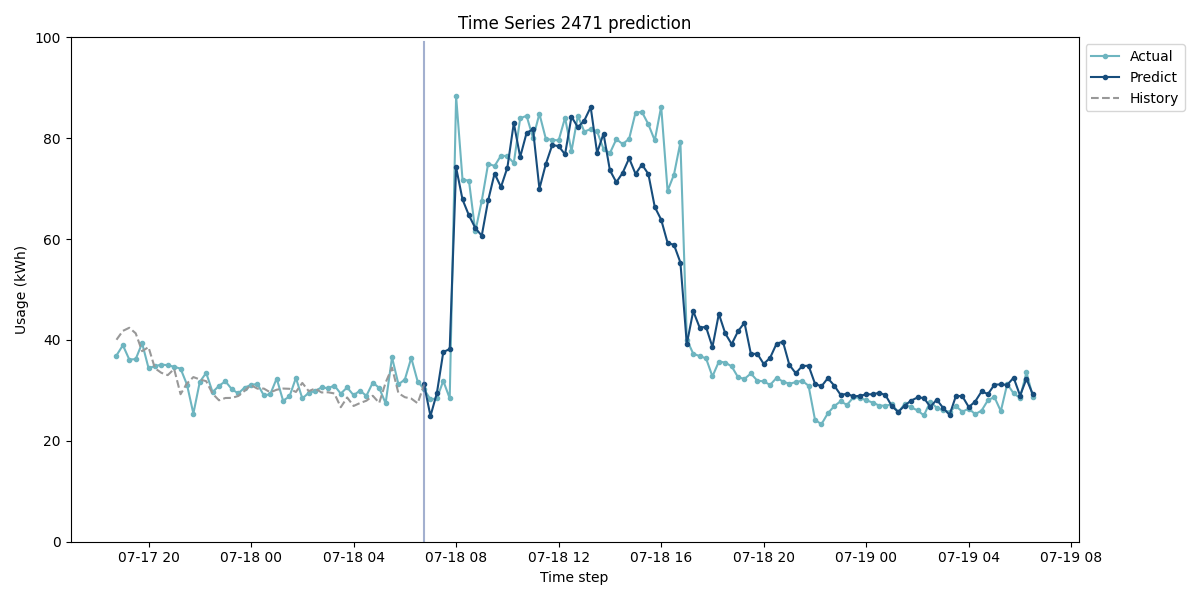 Time Series 2471 prediction
Usage (kWh)
100
80
60
40
20
0
07-17 20
07-18 00
07-18 04
07-18 08
07-18 12
07-18 16
07-18 20
07-19 00
07-19 04
07-19 08
Time step
Actual
Predict
History